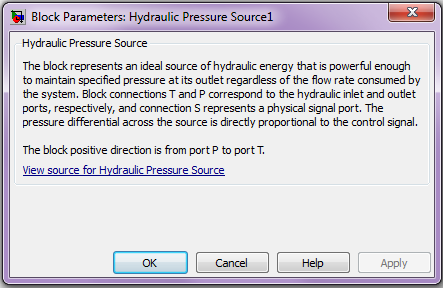 Block Parameters: Hydraulic Pressure Source1
Hydraulic Pressure Source
The block represents an ideal source of hydraulic energy that is powerful enough
to maintain specified pressure at its outlet regardless of the flow rate consumed by
the system. Block connections T and P correspond to the hydraulic inlet and outlet
ports, respectively, and connection S represents a physical signal port. The
pressure differential across the source is directly proportional to the control signal.
The block positive direction is from port P to port T.
View source for Hydraulic Pressure Source
OK Cancel Help Apply